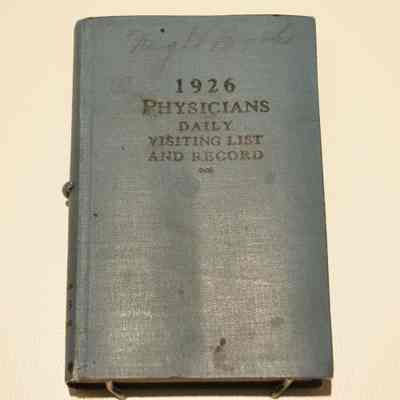 1926
PHYSICIANS
DAILY
VISITING LIST
AND RECORD